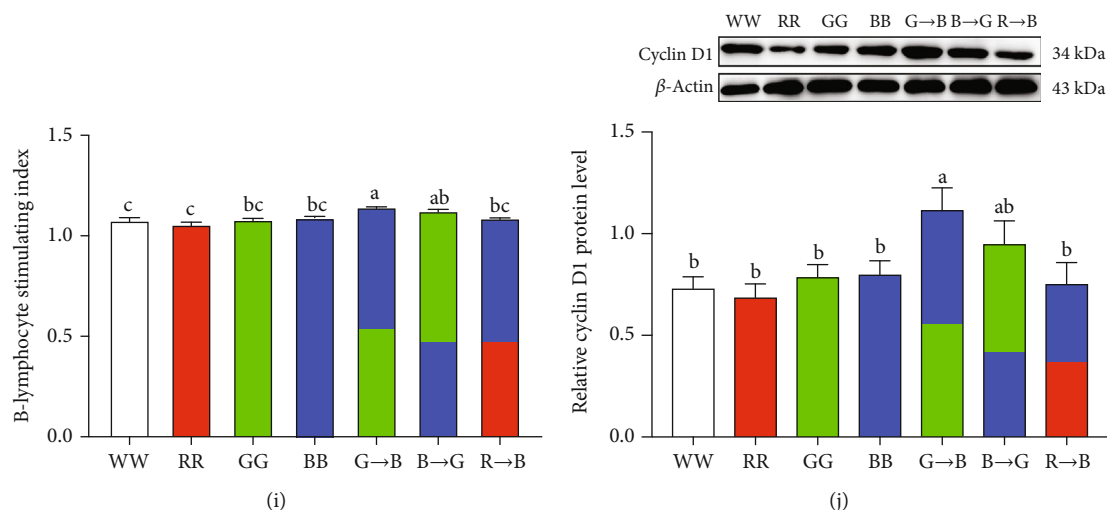 WW RR GG BB G→B B→G R→B
Cyclin D1 34 kDa
β-Actin 43 kDa
B-lymphocyte stimulating index
1.5
1.0
0.5
0.0
c c bc bc a ab bc
WW RR GG BB G→B B→G R→B
(i)
Relative cyclin D1 protein level
1.5
1.0
0.5
0.0
b b b b a ab b
WW RR GG BB G→B B→G R→B
(j)